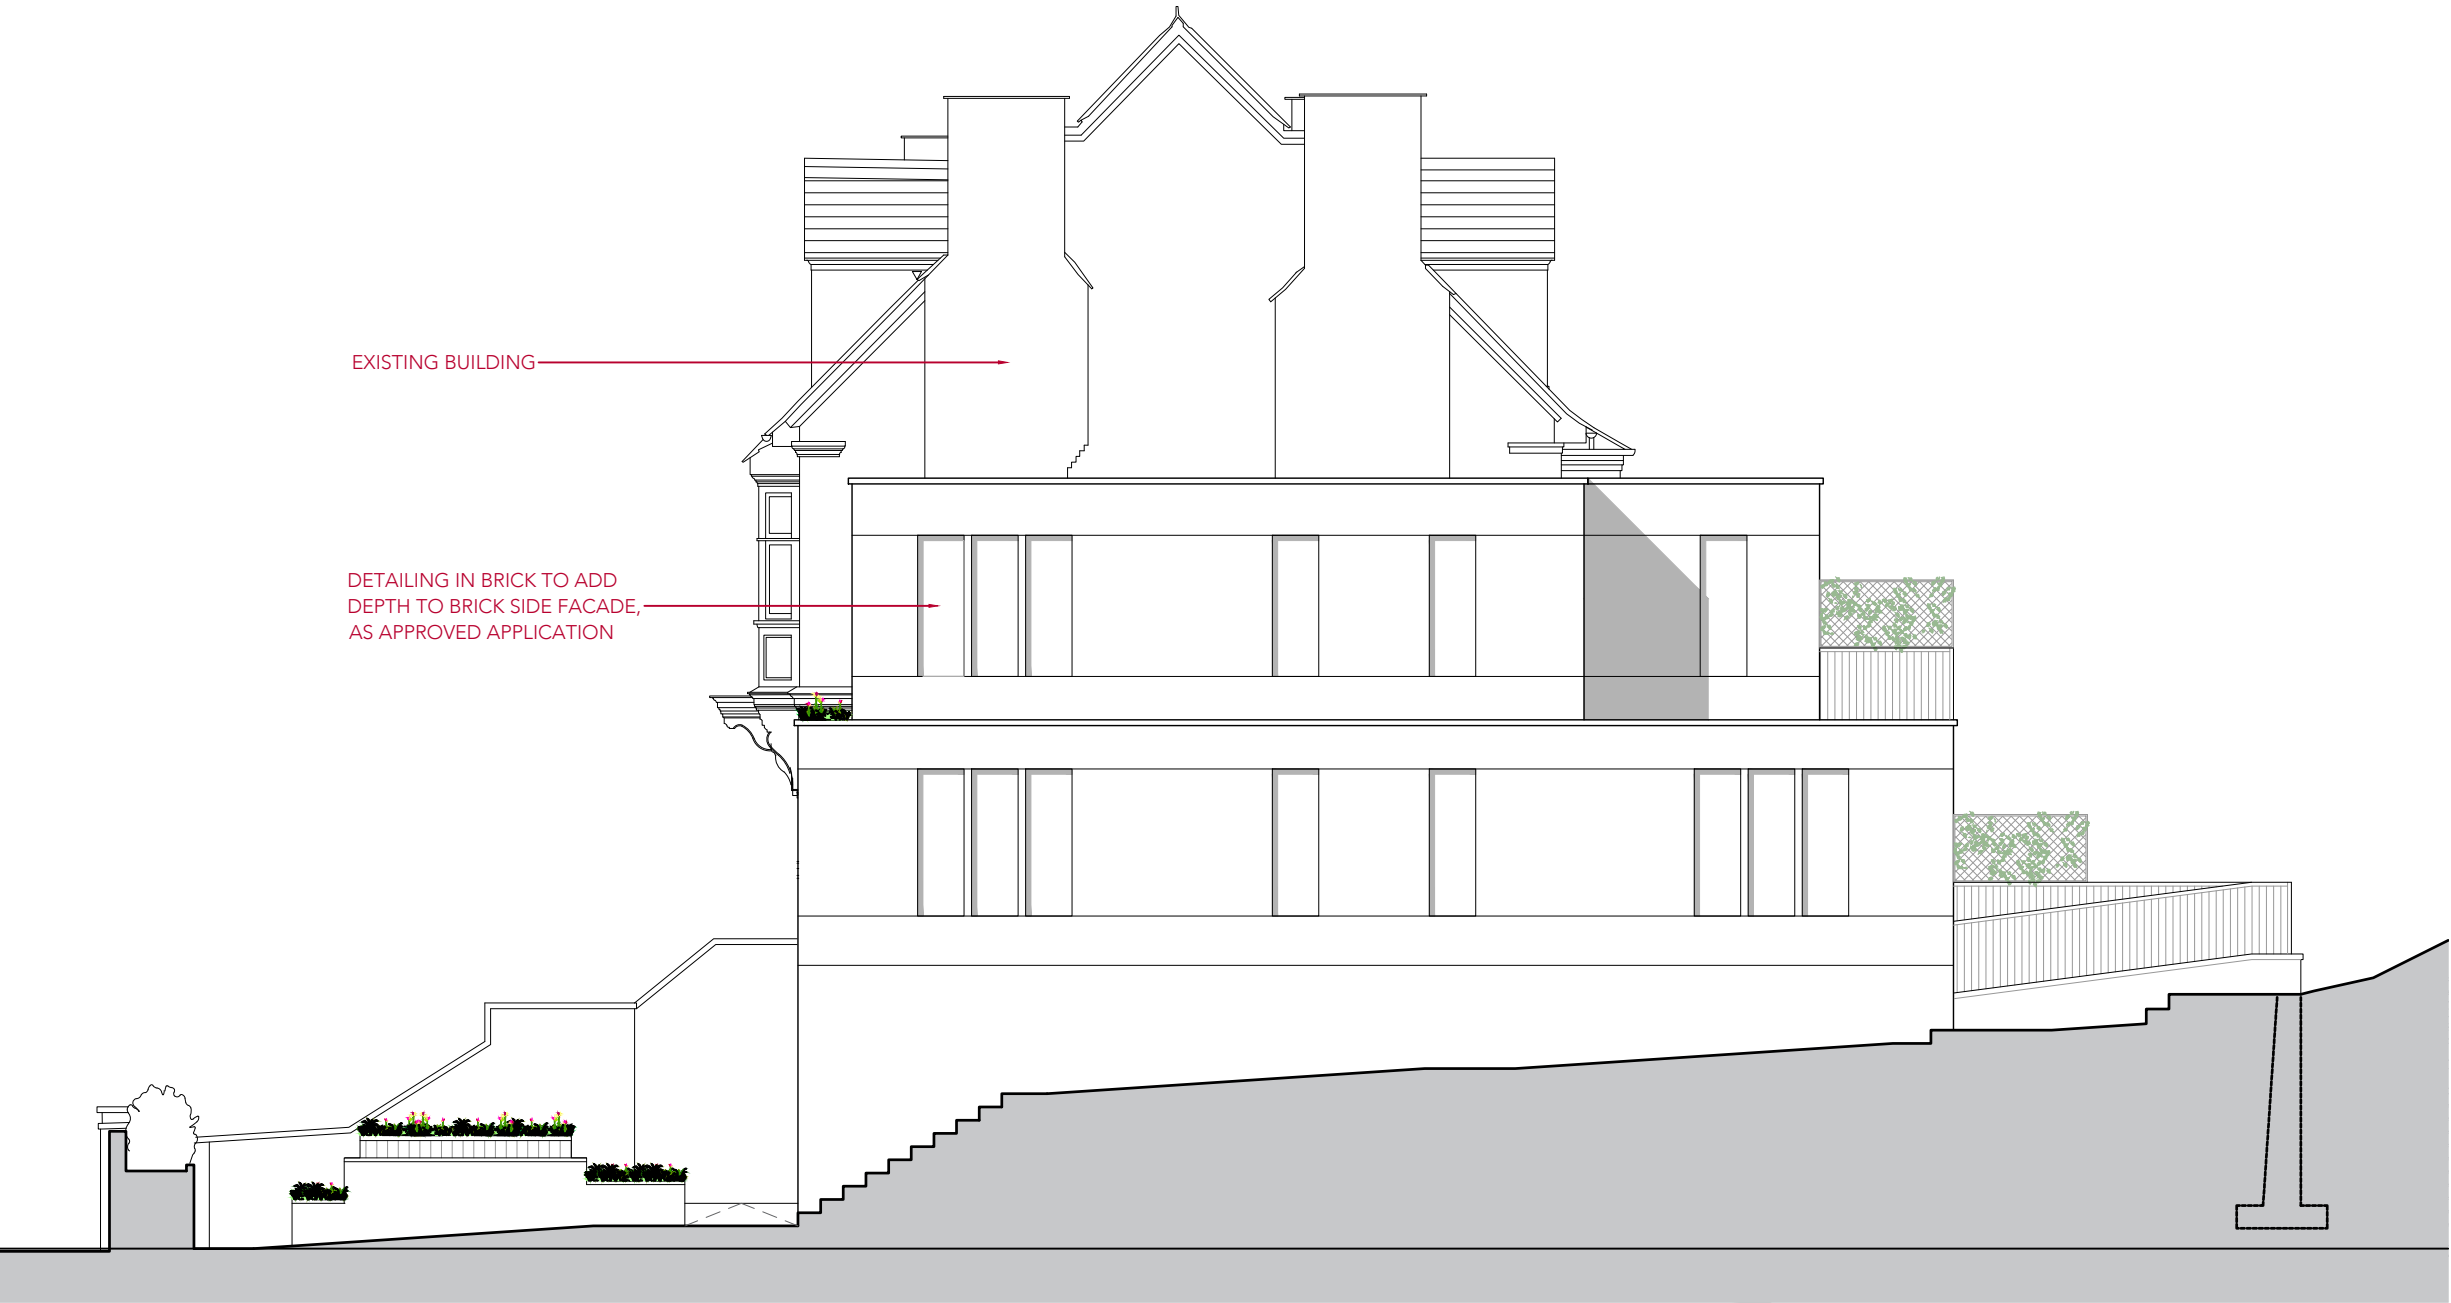 EXISTING BUILDING
DETAILING IN BRICK TO ADD
DEPTH TO BRICK SIDE FACADE,
AS APPROVED APPLICATION